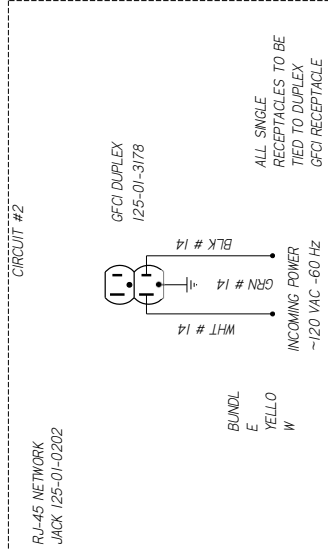 CIRCUIT #2
RJ-45 NETWORK
JACK 125-01-0202
GFCI DUPLEX
125-01-3178
WHT # 14
GRN # 14
BLK # 14
BUNDL
E
YELLO
W
INCOMING POWER
~120 VAC -60 Hz
ALL SINGLE
RECEPTACLES TO BE
TIED TO DUPLEX
GFCI RECEPTACLE